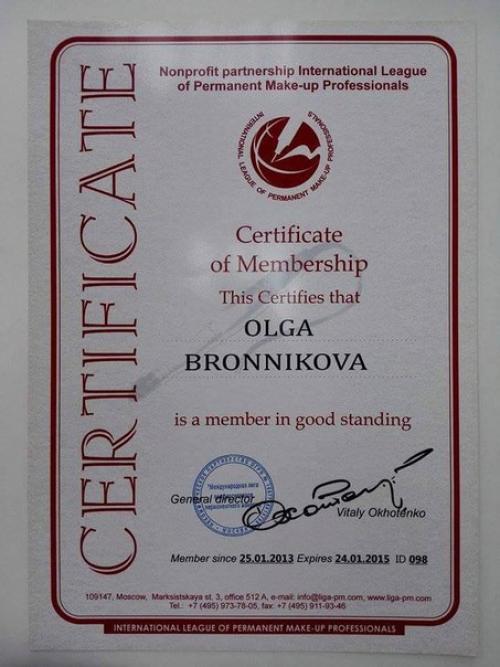 CERTIFICATE
Nonprofit partnership International League
of Permanent Make-up Professionals
INTERNATIONAL LEAGUE OF PERMANENT MAKE-UP PROFESSIONALS
Certificate
of Membership
This Certifies that
OLGA
BRONNIKOVA
is a member in good standing
"Международная лига
General director
Vitaly Okhotenko
Member since 25.01.2013 Expires 24.01.2015 ID 098
109147, Moscow, Marksistskaya st. 3, office 512 A, e-mail: info@liga-pm.com, www.liga-pm.com
Tel.: +7 (495) 973-78-05, fax: +7 (495) 911-93-46
INTERNATIONAL LEAGUE OF PERMANENT MAKE-UP PROFESSIONALS